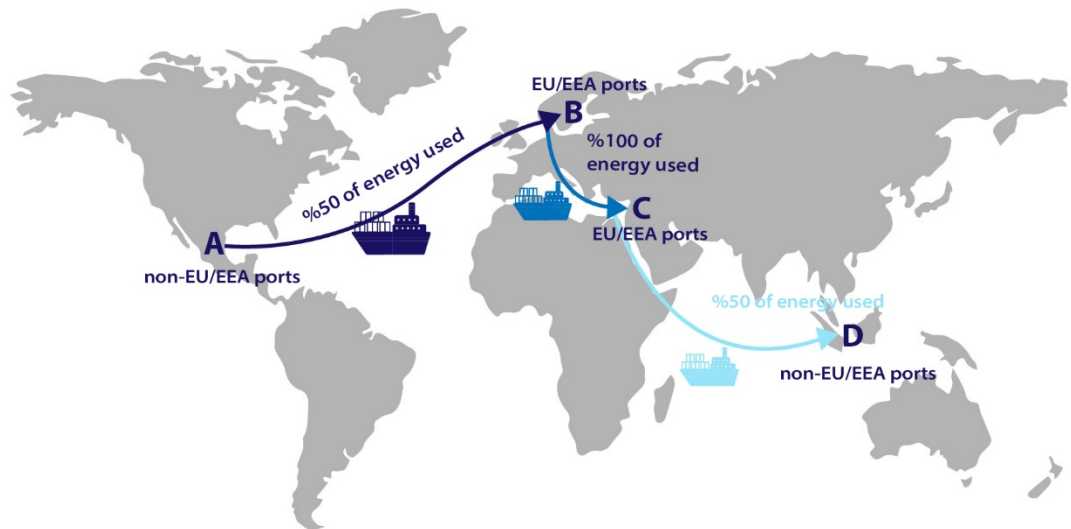 EU/EEA ports
B
%100 of
energy used
%50 of energy used
C
EU/EEA ports
A
non-EU/EEA ports
%50 of energy used
D
non-EU/EEA ports